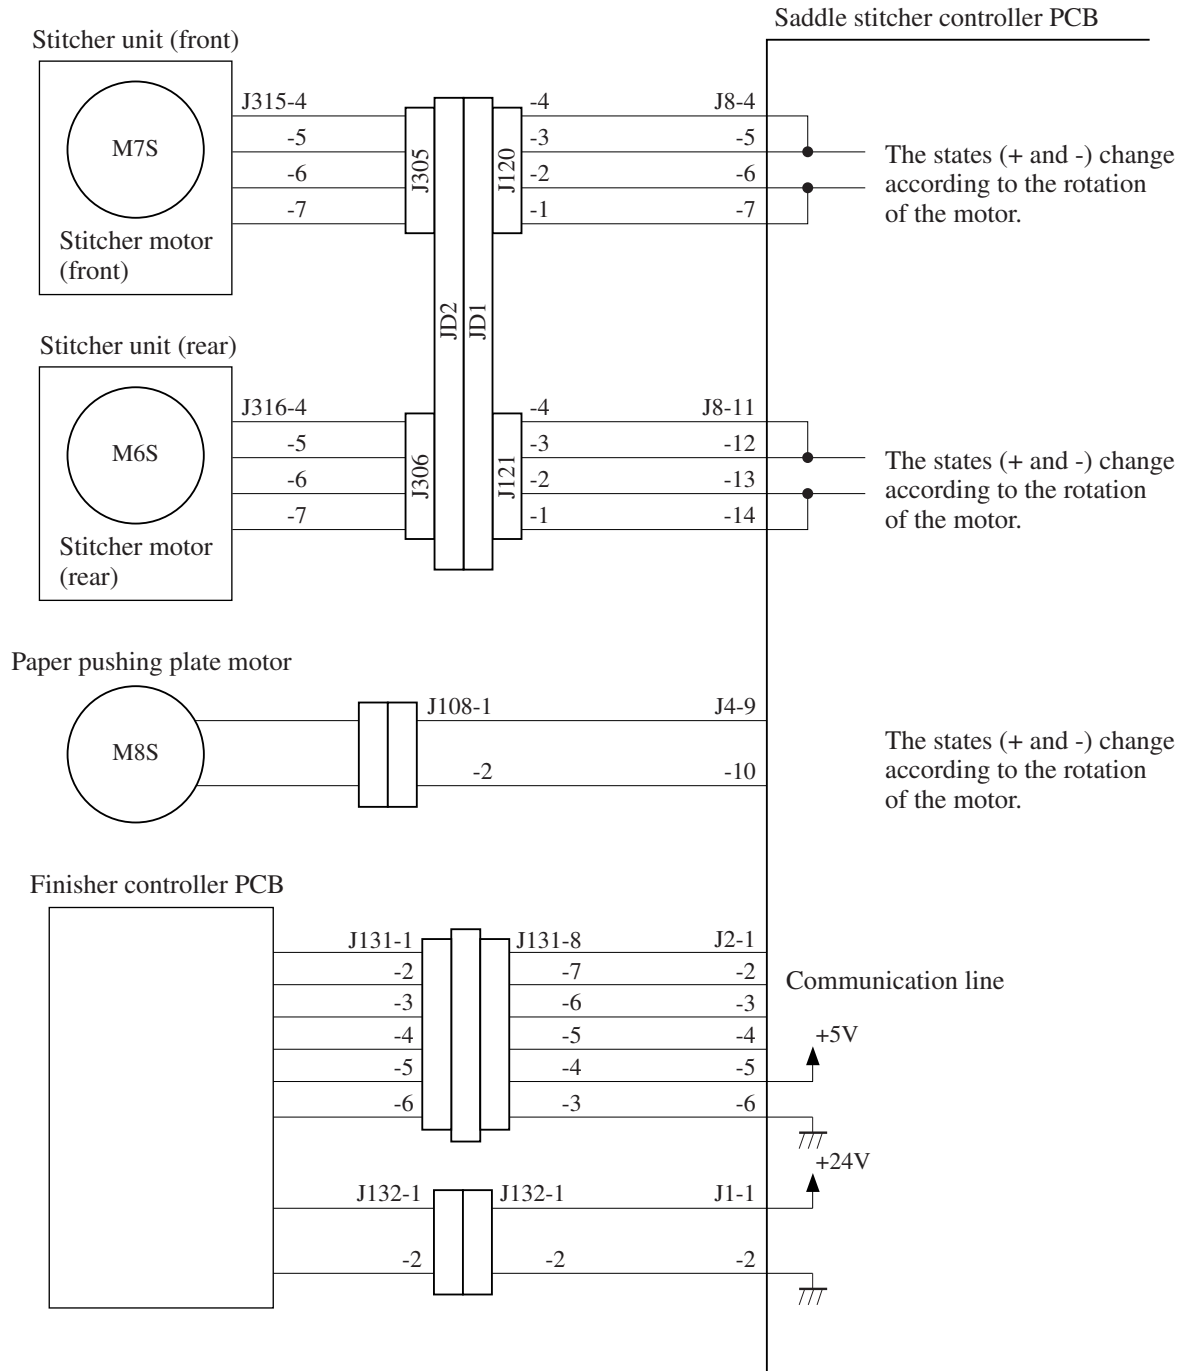 Saddle stitcher controller PCB
Stitcher unit (front)
M7S
Stitcher motor
(front)
J315-4
-5
-6
-7
J305
JD2
JD1
J120
-4
-3
-2
-1
J8-4
-5
-6
-7
The states (+ and -) change
according to the rotation
of the motor.
Stitcher unit (rear)
M6S
Stitcher motor
(rear)
J316-4
-5
-6
-7
J306
J121
-4
-3
-2
-1
J8-11
-12
-13
-14
The states (+ and -) change
according to the rotation
of the motor.
Paper pushing plate motor
M8S
J108-1
-2
J4-9
-10
The states (+ and -) change
according to the rotation
of the motor.
Finisher controller PCB
J131-1
-2
-3
-4
-5
-6
J131-8
-7
-6
-5
-4
-3
J2-1
-2
-3
-4
-5
-6
Communication line
+5V
+24V
J132-1
-2
J132-1
-2
J1-1
-2